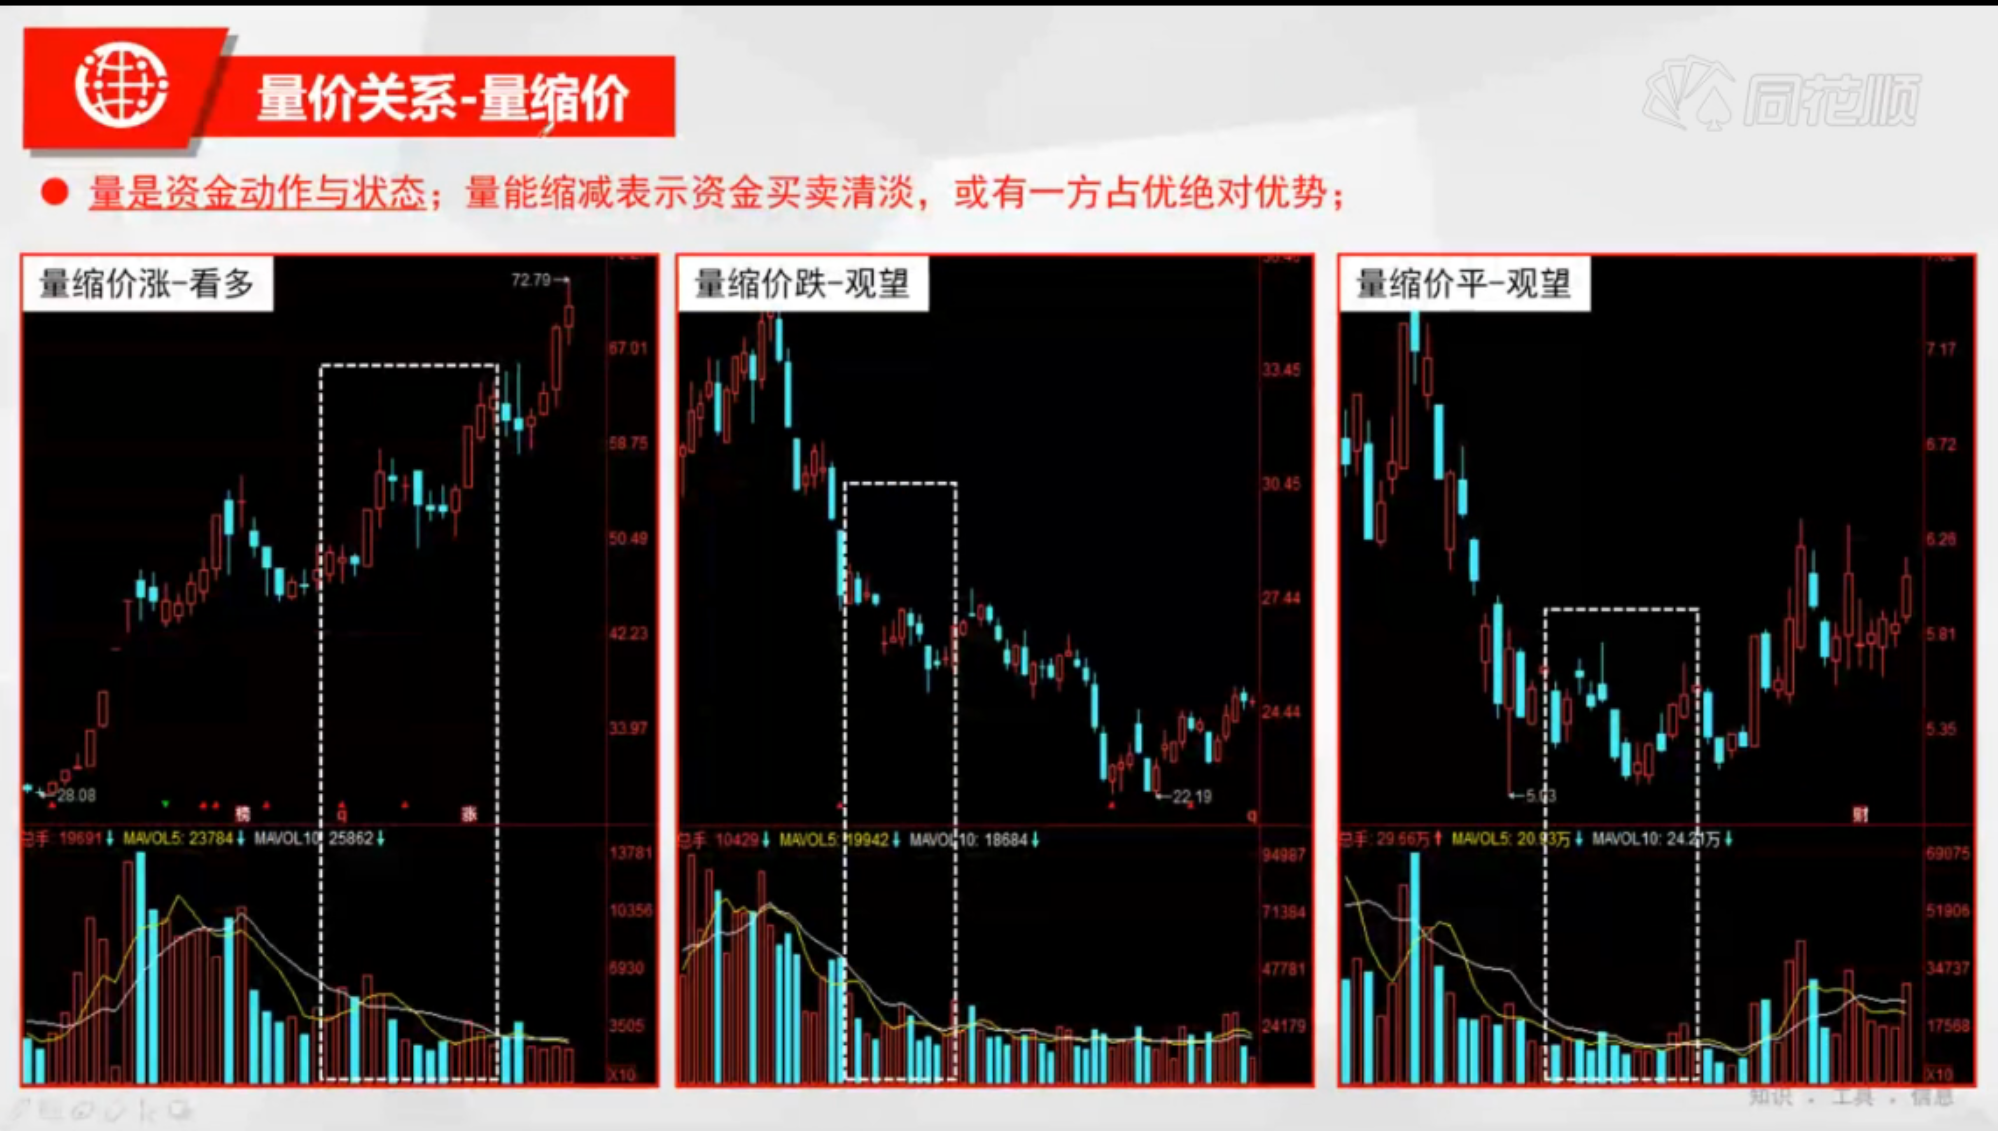 量价关系-量缩价
同花顺
量是资金动作与状态；量能缩减表示资金买卖清淡，或有一方占优绝对优势；
量缩价涨-看多
72.79
67.01
58.75
50.49
42.23
33.97
28.08
榜
q
涨
总手: 19691↓ MAVOL5: 23784↓ MAVOL10: 25862↓
13781
10356
6930
3505
X10
量缩价跌-观望
33.45
30.45
27.44
24.44
22.19
q
总手: 10429↓ MAVOL5: 19942↓ MAVOL10: 18684↓
94987
71384
47781
24179
量缩价平-观望
7.17
6.72
6.26
5.81
5.35
5.03
财
总手: 29.66万↑ MAVOL5: 20.93万↓ MAVOL10: 24.21万↓
69075
51906
34737
17568
X10
知识 . 工具 . 信息